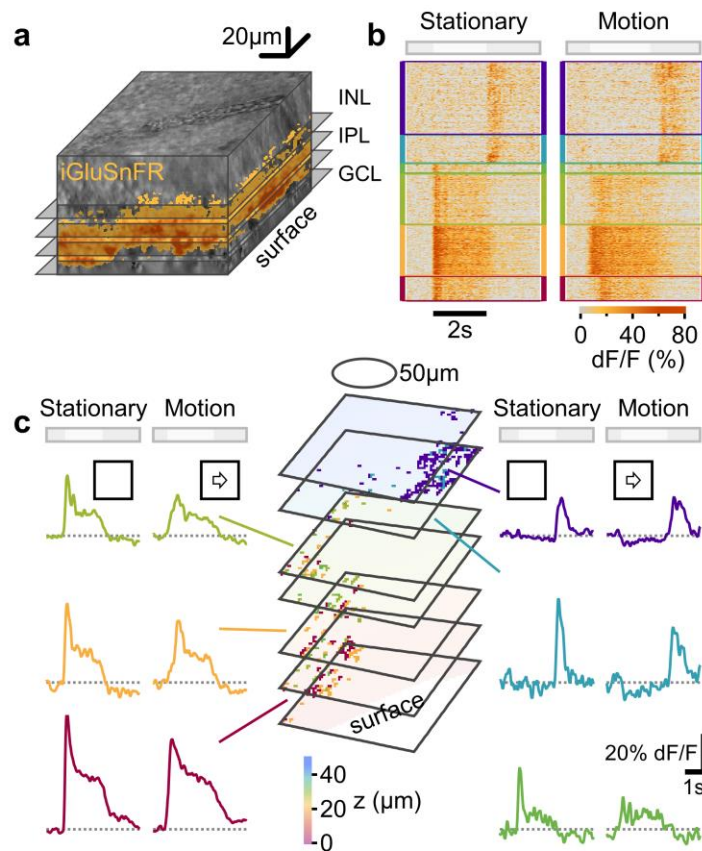 a
20µm
iGluSnFR
INL
IPL
GCL
surface
b
Stationary
Motion
2s
0 40 80
dF/F (%)
c
Stationary
Motion
50µm
Stationary
Motion
surface
40
20
0
z (µm)
20% dF/F
1s